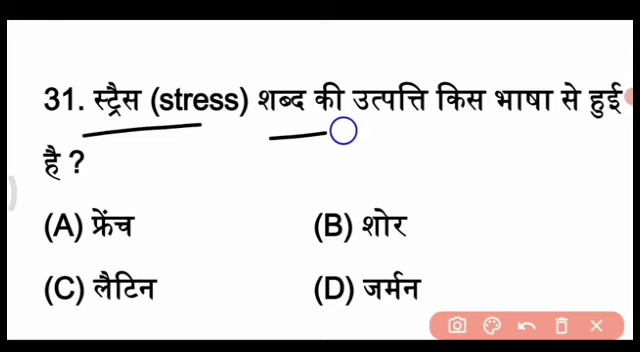 31. स्ट्रैस (stress) शब्द की उत्पत्ति किस भाषा से हुई
है ?
(A) फ्रेंच (B) शोर
(C) लैटिन (D) जर्मन